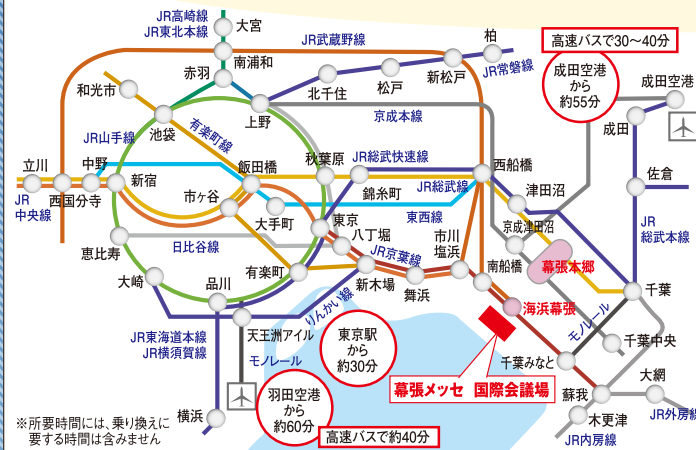 JR高崎線
JR東北本線
大宮
JR武蔵野線
柏
高速バスで30～40分
南浦和
赤羽
新松戸
JR常磐線
成田空港
から
約55分
成田空港
和光市
北千住
松戸
池袋
上野
京成本線
成田
有楽町線
JR山手線
立川
中野
飯田橋
秋葉原
JR総武快速線
西船橋
佐倉
新宿
錦糸町
JR総武線
津田沼
JR
中央線
西国分寺
市ヶ谷
大手町
東西線
東京
京成津田沼
JR
総武本線
恵比寿
日比谷線
八丁堀
JR京葉線
市川
塩浜
幕張本郷
大崎
品川
有楽町
新木場
舞浜
南船橋
千葉
海浜幕張
りんかい線
天王洲アイル
モノレール
千葉中央
JR東海道本線
JR横須賀線
モノレール
東京駅
から
約30分
千葉みなと
幕張メッセ 国際会議場
羽田空港
から
約60分
蘇我
大網
横浜
木更津
JR外房線
高速バスで約40分
JR内房線
※所要時間には、乗り換えに
要する時間は含みません